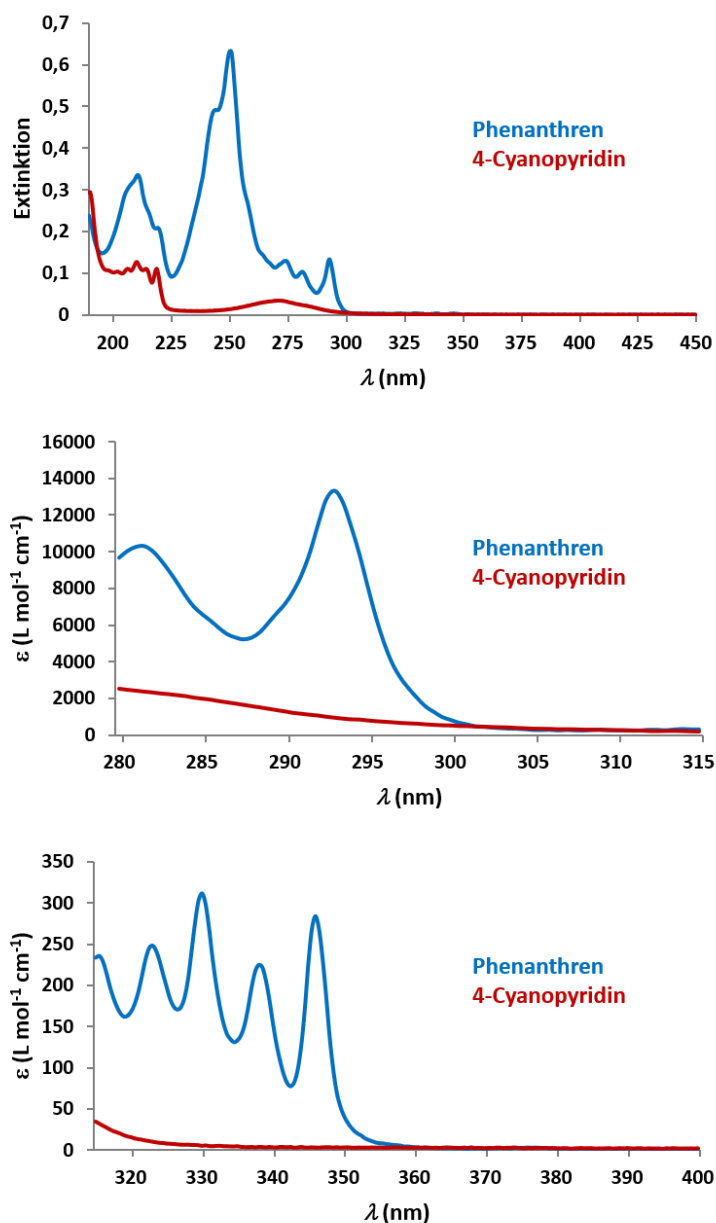 0,7
0,6
0,5
0,4
0,3
0,2
0,1
0
Extinktion
Phenanthren
4-Cyanopyridin
200 225 250 275 300 325 350 375 400 425 450
λ (nm)
16000
14000
12000
10000
8000
6000
4000
2000
0
ε (L mol⁻¹ cm⁻¹)
Phenanthren
4-Cyanopyridin
280 285 290 295 300 305 310 315
λ (nm)
350
300
250
200
150
100
50
0
ε (L mol⁻¹ cm⁻¹)
Phenanthren
4-Cyanopyridin
320 330 340 350 360 370 380 390 400
λ (nm)